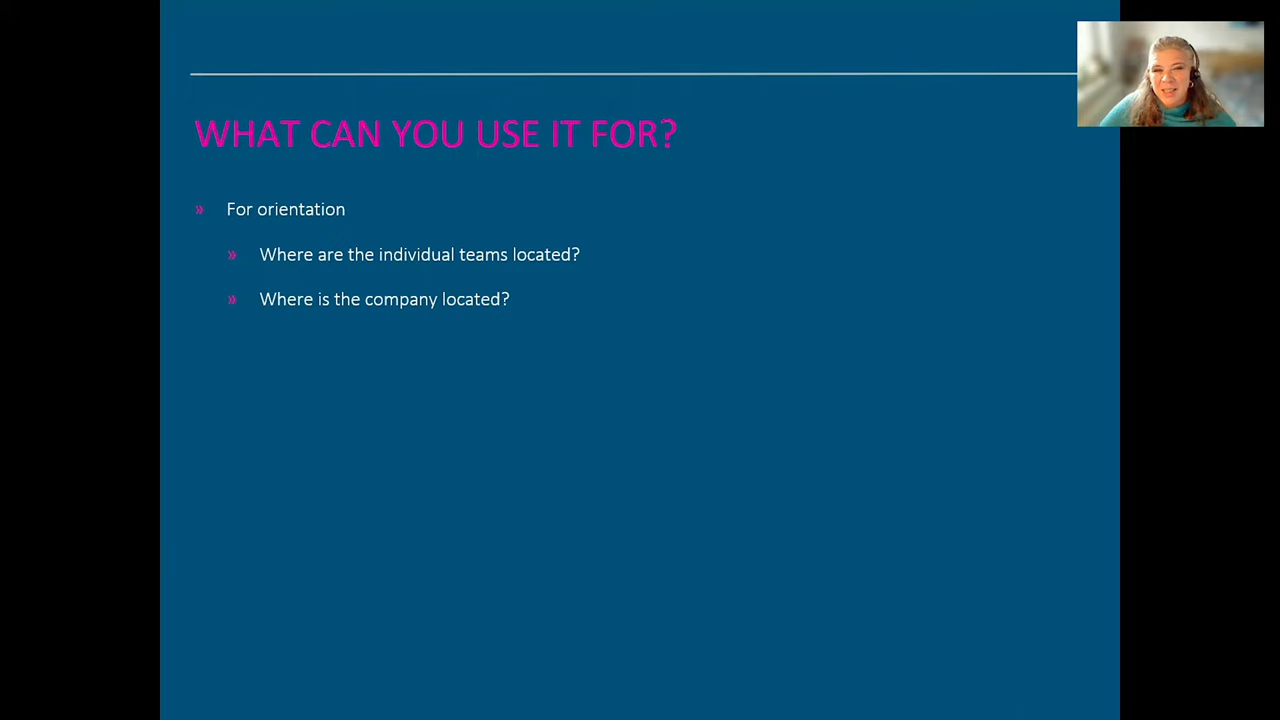 WHAT CAN YOU USE IT FOR?
» For orientation
» Where are the individual teams located?
» Where is the company located?